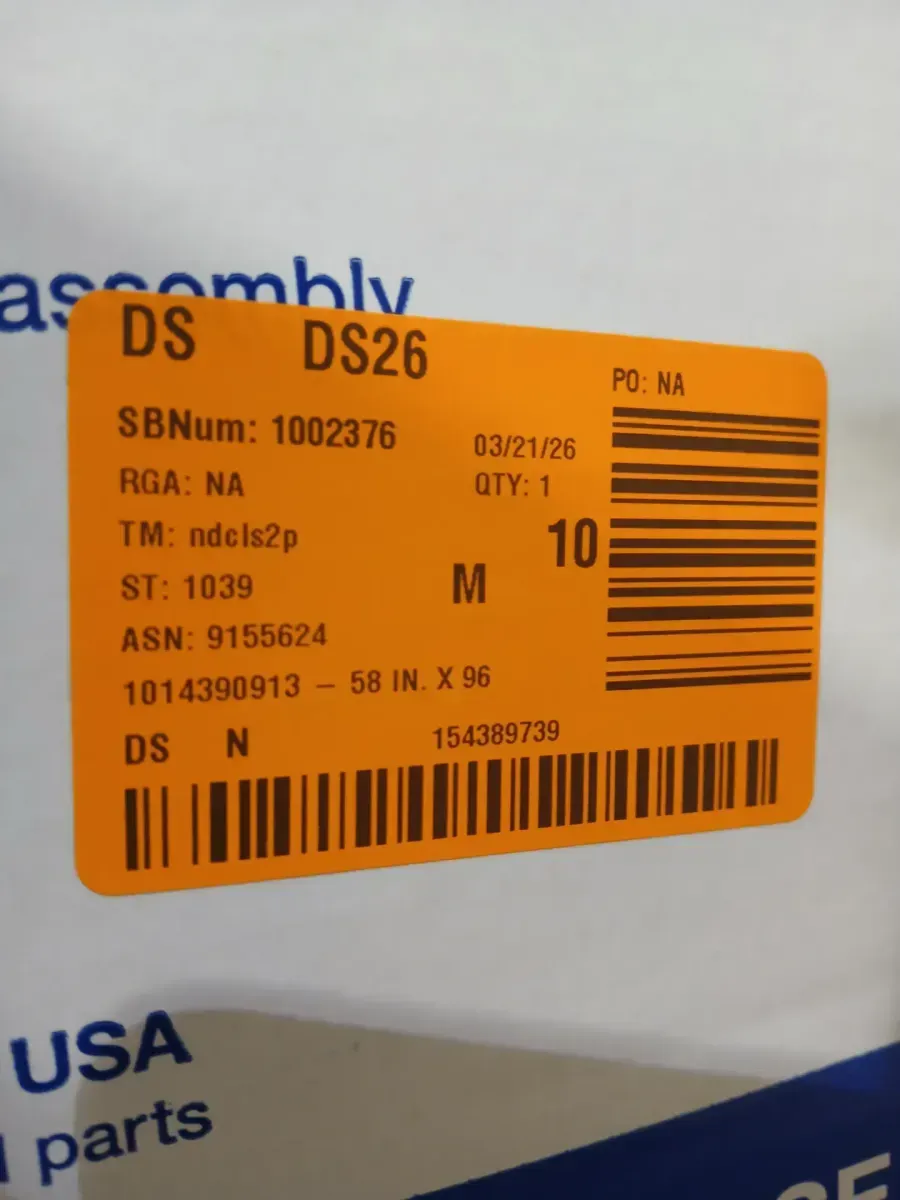 assembly
DS DS26
PO: NA
SBNum: 1002376
03/21/26
RGA: NA
QTY: 1
TM: ndcls2p
10
ST: 1039
M
ASN: 9155624
1014390913 – 58 IN. X 96
DS N 154389739
USA
parts